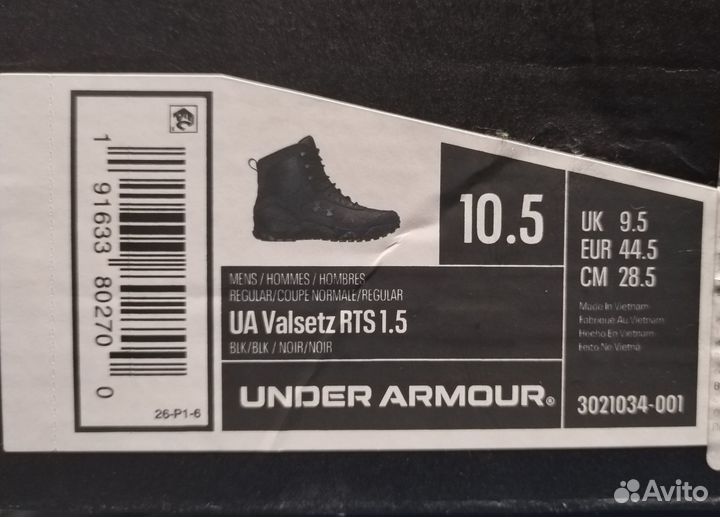 1 91633 80270 0
26-P1-6
10.5
UK 9.5
EUR 44.5
CM 28.5
MENS / HOMMES / HOMBRES
REGULAR/COUPE NORMALE/REGULAR
UA Valsetz RTS 1.5
BLK/BLK / NOIR/NOIR
Made In Vietnam
Fabriqué Au Vietnam
Hecho En Vietnam
Feito No Vietnã
UNDER ARMOUR®
3021034-001
Avito